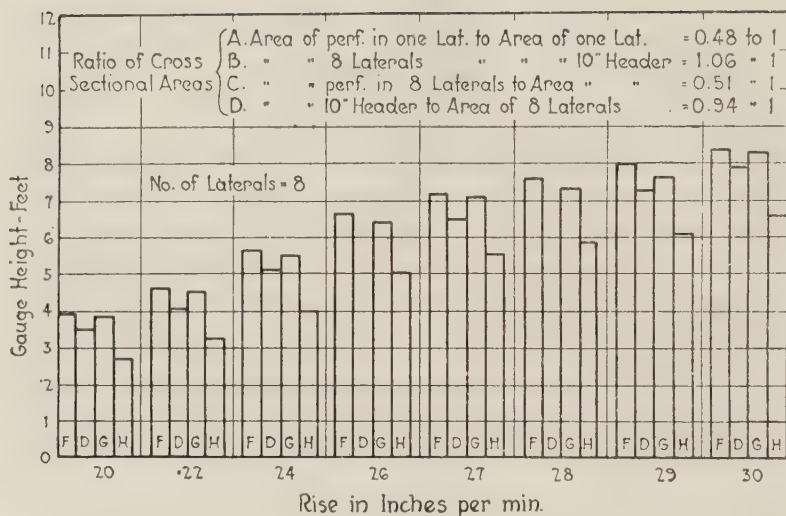 12
11
10
9
8
7
6
5
4
3
2
1
0
Gauge Height-Feet
Ratio of Cross
Sectional Areas
A. Area of perf. in one Lat. to Area of one Lat. = 0.48 to 1
B. " " 8 Laterals " " " 10" Header = 1.06 " 1
C. " " perf. in 8 Laterals to Area " " = 0.51 " 1
D. " " 10" Header to Area of 8 Laterals = 0.94 " 1
No. of Laterals = 8
F D G H F D G H F D G H F D G H F D G H F D G H F D G H F D G H
20 22 24 26 27 28 29 30
Rise in Inches per min.